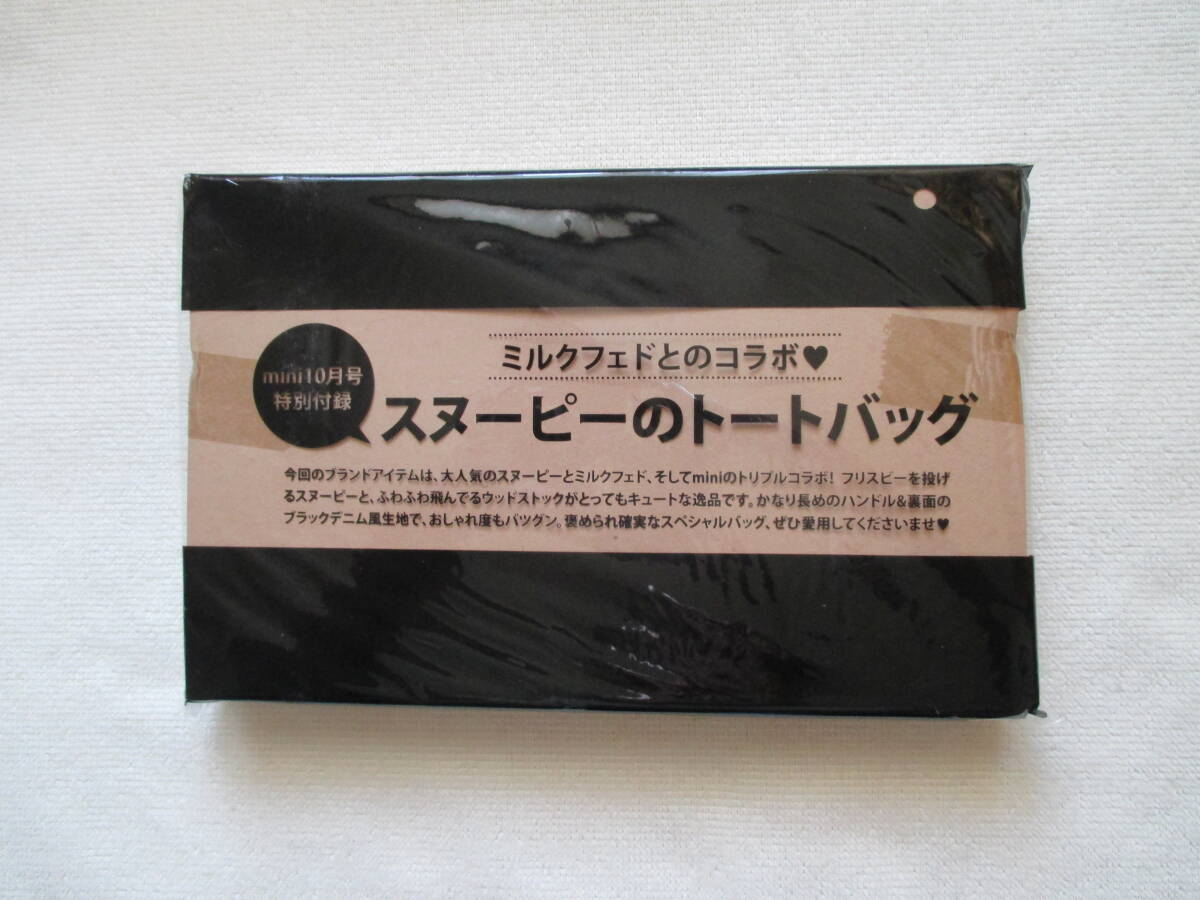 mini10月号
特別付録
ミルクフェドとのコラボ♥
スヌーピーのトートバッグ
今回のブランドアイテムは、大人気のスヌーピーとミルクフェド、そしてminiのトリプルコラボ! フリスビーを投げ
るスヌーピーと、ふわふわ飛んでるウッドストックがとってもキュートな逸品です。かなり長めのハンドル&裏面の
ブラックデニム風生地で、おしゃれ度もバツグン。褒められ確実なスペシャルバッグ、ぜひ愛用してくださいませ♥